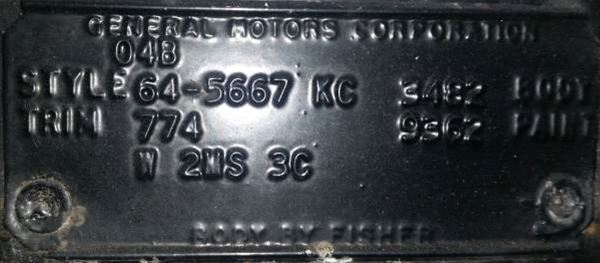 GENERAL MOTORS CORPORATION
04B
STYLE 64-5667 KC 3482 BODY
TRIM 774 9362 PAINT
W 2MS 3C
BODY BY FISHER